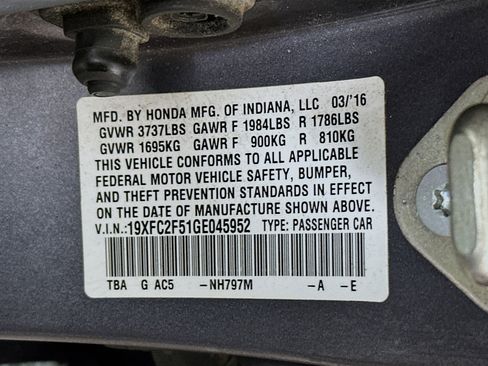 MFD. BY HONDA MFG. OF INDIANA, LLC 03/'16
GVWR 3737LBS GAWR F 1984LBS R 1786LBS
GVWR 1695KG GAWR F 900KG R 810KG
THIS VEHICLE CONFORMS TO ALL APPLICABLE
FEDERAL MOTOR VEHICLE SAFETY, BUMPER,
AND THEFT PREVENTION STANDARDS IN EFFECT
ON THE DATE OF MANUFACTURE SHOWN ABOVE.
V.I.N.:19XFC2F51GE045952 TYPE: PASSENGER CAR
TBA G AC5 -NH797M -A -E